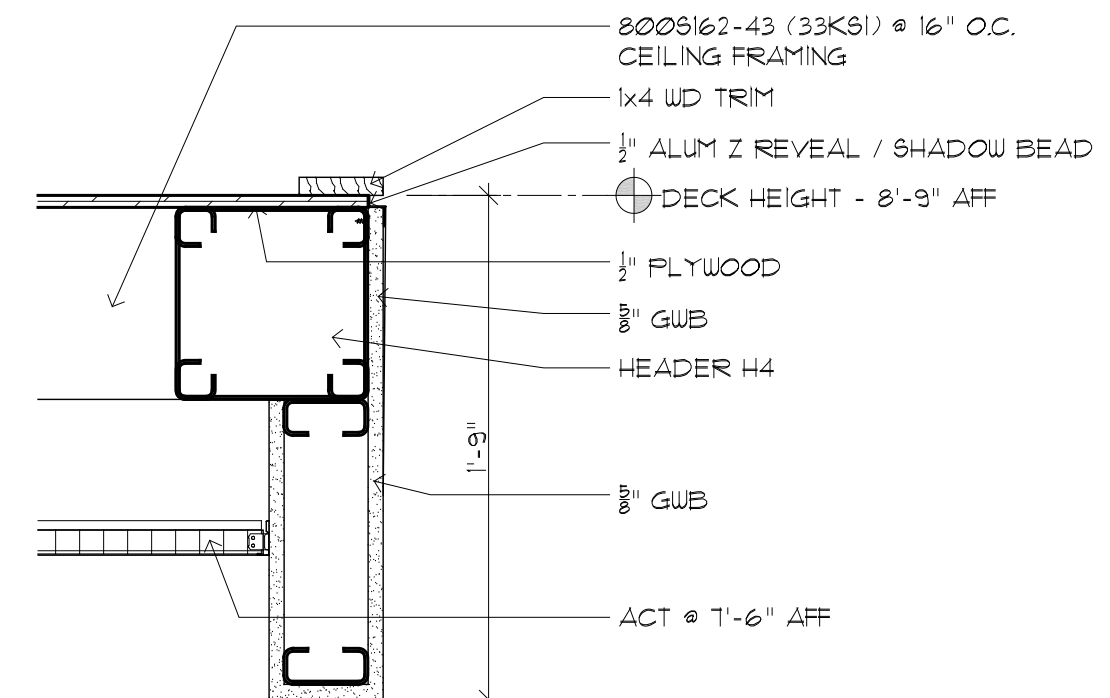 800S162-43 (33KSI) @ 16" O.C.
CEILING FRAMING
1x4 WD TRIM
1/2" ALUM Z REVEAL / SHADOW BEAD
DECK HEIGHT - 8'-9" AFF
1/2" PLYWOOD
5/8" GWB
HEADER H4
1'-9"
5/8" GWB
ACT @ 7'-6" AFF